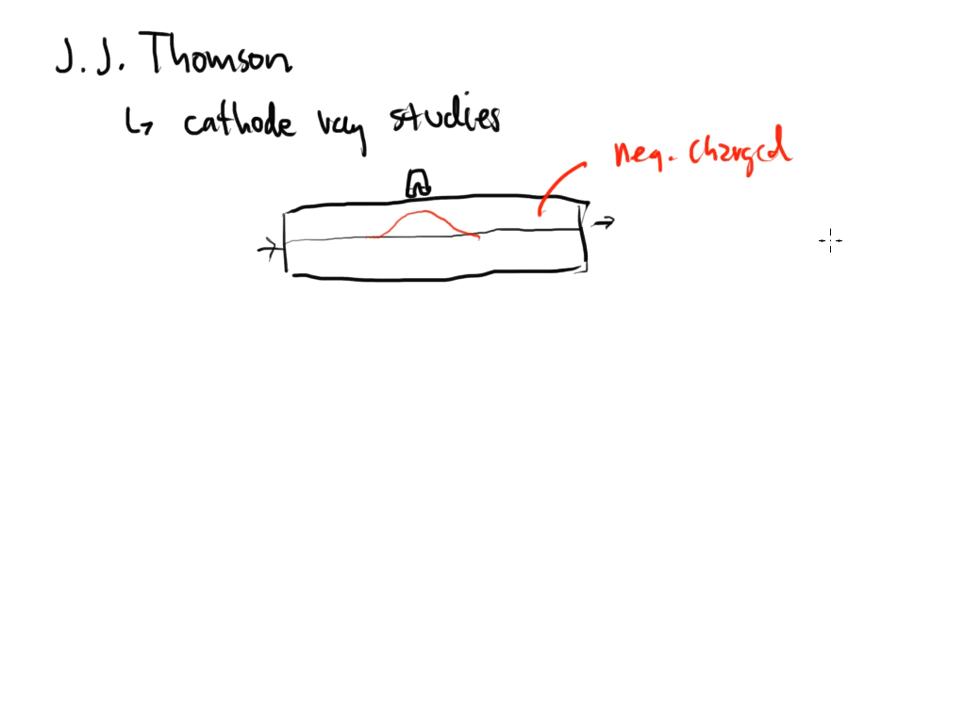 J. J. Thomson
↳ cathode ray studies
neg. charged